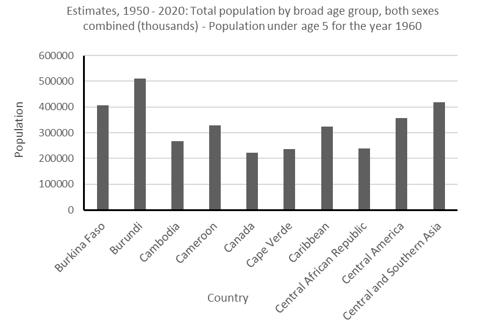 Estimates, 1950 - 2020: Total population by broad age group, both sexes
combined (thousands) - Population under age 5 for the year 1960
600000
500000
400000
300000
200000
100000
0
Population
Burkina Faso
Burundi
Cambodia
Cameroon
Canada
Cape Verde
Caribbean
Central African Republic
Central America
Central and Southern Asia
Country